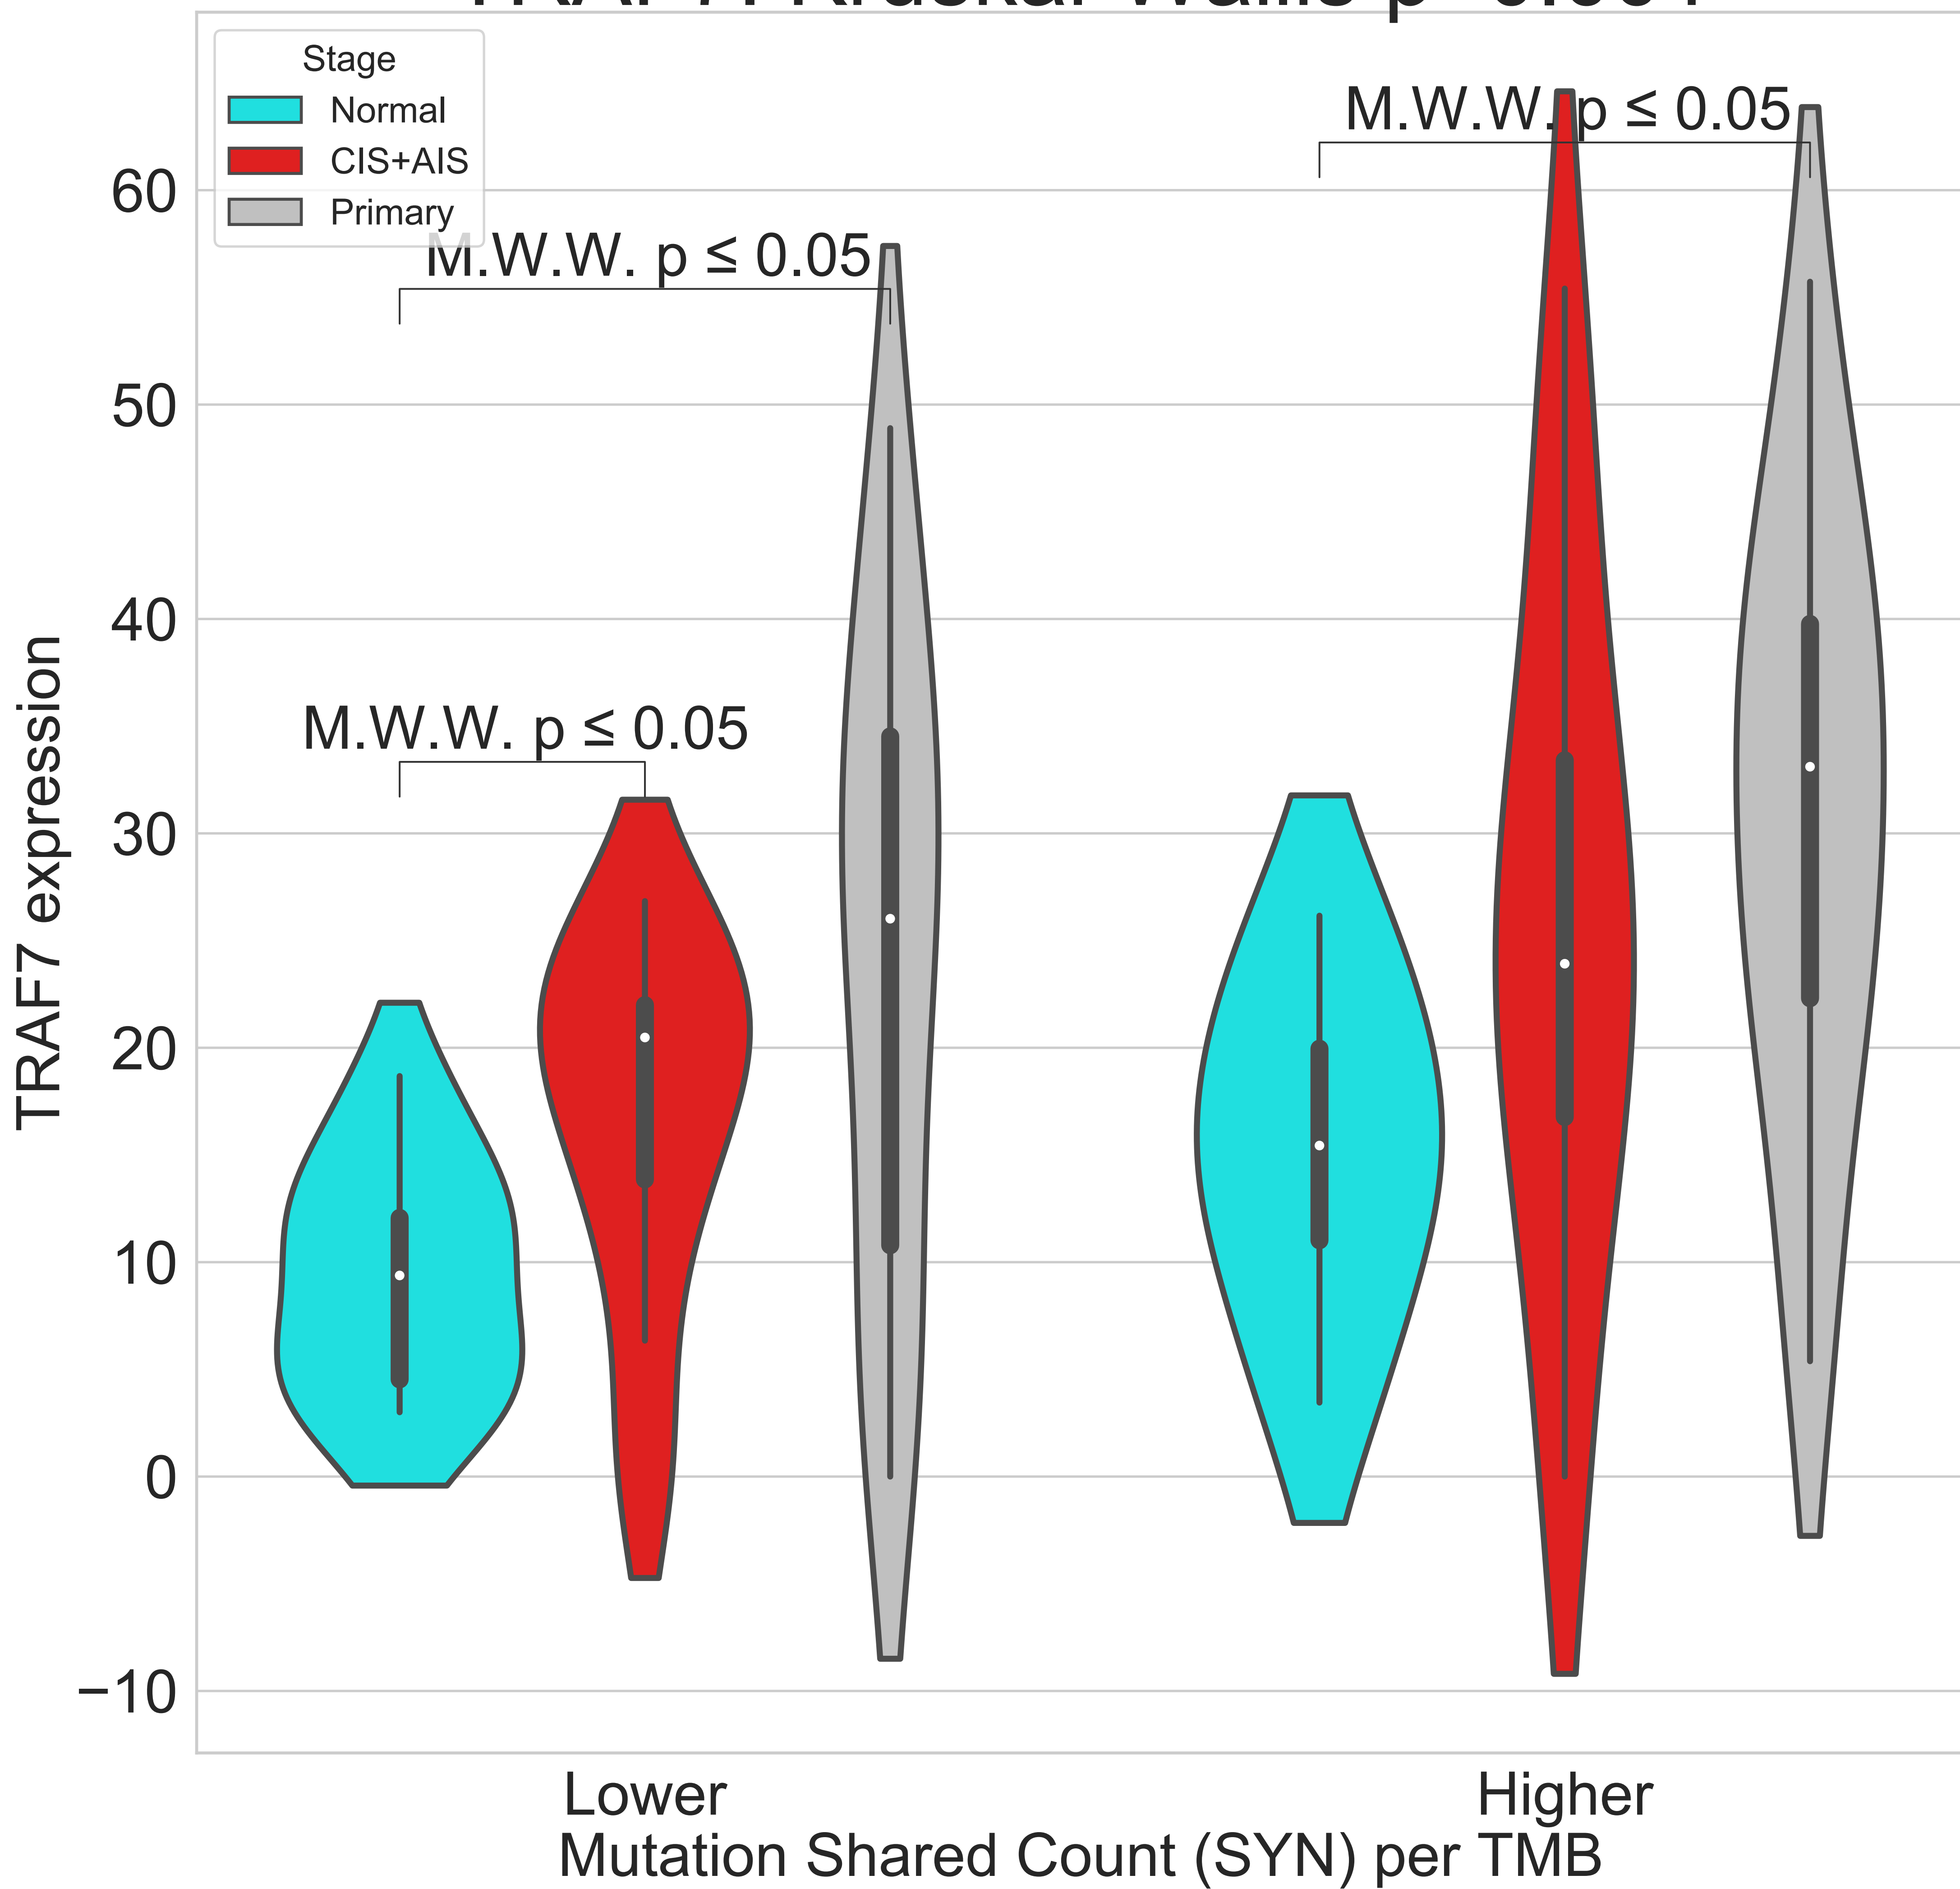 Stage
Normal
CIS+AIS
Primary
M.W.W. p ≤ 0.05
M.W.W. p ≤ 0.05
M.W.W. p ≤ 0.05
60
50
40
30
20
10
0
−10
TRAF7 expression
Lower
Higher
Mutation Shared Count (SYN) per TMB